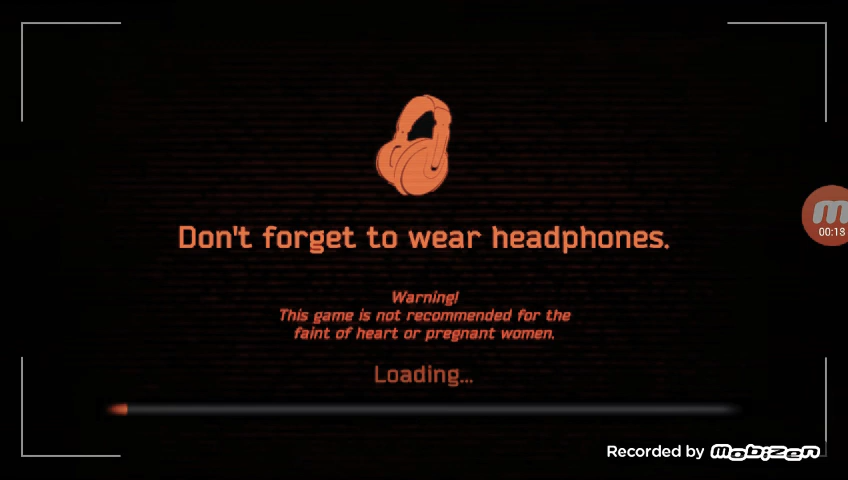 Don't forget to wear headphones.
Warning!
This game is not recommended for the
faint of heart or pregnant women.
Loading...
00:13
Recorded by Mobizen